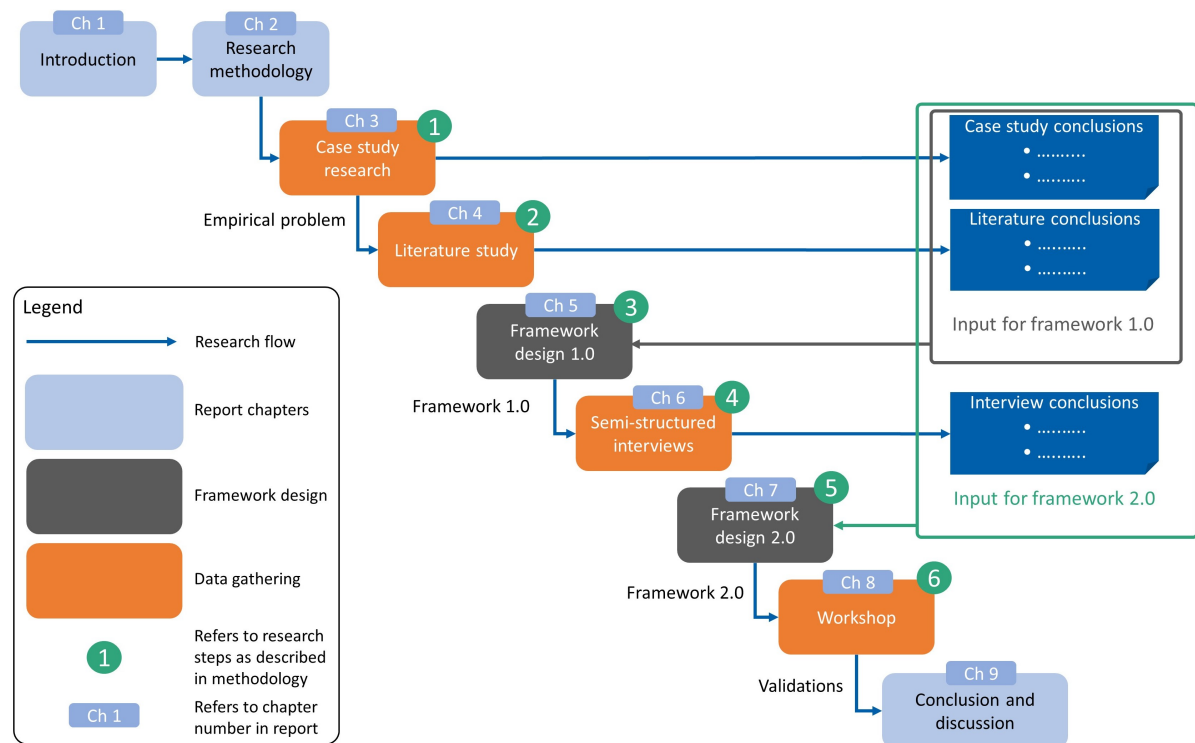 Ch 1
Introduction
Ch 2
Research
methodology
Ch 3
1
Case study
research
Case study conclusions
• ..........
• ..........
Empirical problem
Ch 4
2
Literature study
Literature conclusions
• ..........
• ..........
Input for framework 1.0
Ch 5
3
Framework
design 1.0
Framework 1.0
Ch 6
4
Semi-structured
interviews
Interview conclusions
• ..........
• ..........
Input for framework 2.0
Ch 7
5
Framework
design 2.0
Framework 2.0
Ch 8
6
Workshop
Validations
Ch 9
Conclusion and
discussion
Legend
Research flow
Report chapters
Framework design
Data gathering
1
Refers to research
steps as described
in methodology
Ch 1
Refers to chapter
number in report